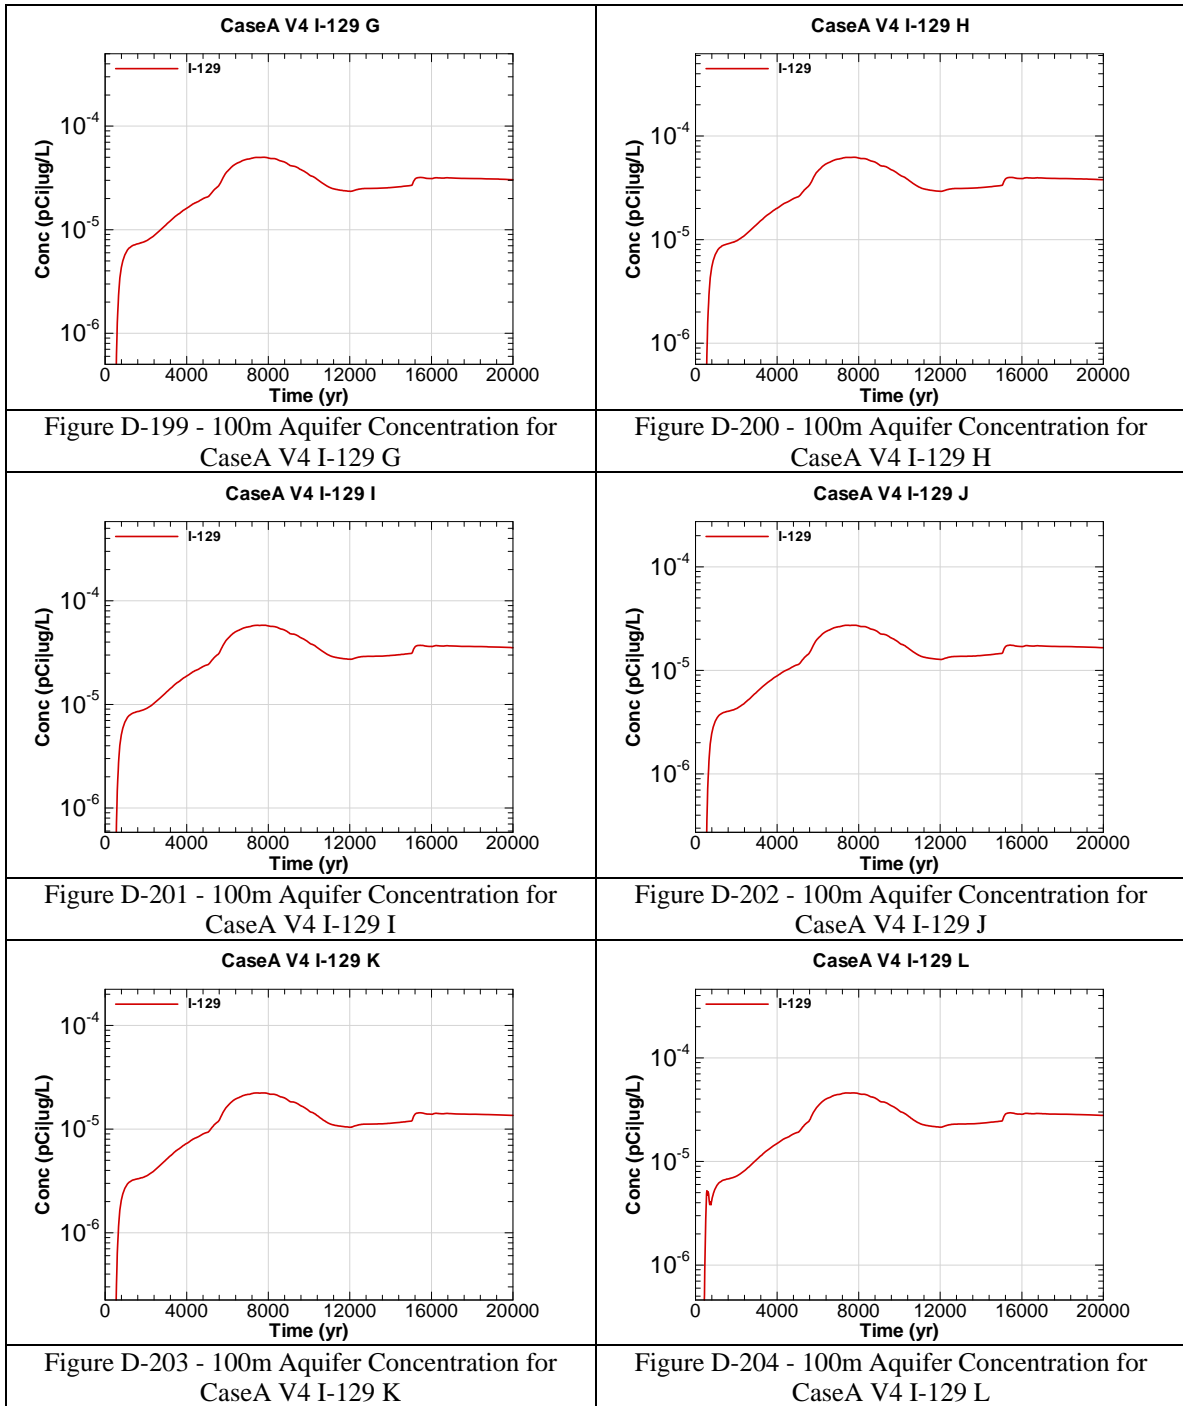 CaseA V4 I-129 G
I-129
Conc (pCi|ug/L)
10-4
10-5
10-6
0 4000 8000 12000 16000 20000
Time (yr)
Figure D-199 - 100m Aquifer Concentration for
CaseA V4 I-129 G
CaseA V4 I-129 H
I-129
Conc (pCi|ug/L)
10-4
10-5
10-6
0 4000 8000 12000 16000 20000
Time (yr)
Figure D-200 - 100m Aquifer Concentration for
CaseA V4 I-129 H
CaseA V4 I-129 I
I-129
Conc (pCi|ug/L)
10-4
10-5
10-6
0 4000 8000 12000 16000 20000
Time (yr)
Figure D-201 - 100m Aquifer Concentration for
CaseA V4 I-129 I
CaseA V4 I-129 J
I-129
Conc (pCi|ug/L)
10-4
10-5
10-6
0 4000 8000 12000 16000 20000
Time (yr)
Figure D-202 - 100m Aquifer Concentration for
CaseA V4 I-129 J
CaseA V4 I-129 K
I-129
Conc (pCi|ug/L)
10-4
10-5
10-6
0 4000 8000 12000 16000 20000
Time (yr)
Figure D-203 - 100m Aquifer Concentration for
CaseA V4 I-129 K
CaseA V4 I-129 L
I-129
Conc (pCi|ug/L)
10-4
10-5
10-6
0 4000 8000 12000 16000 20000
Time (yr)
Figure D-204 - 100m Aquifer Concentration for
CaseA V4 I-129 L